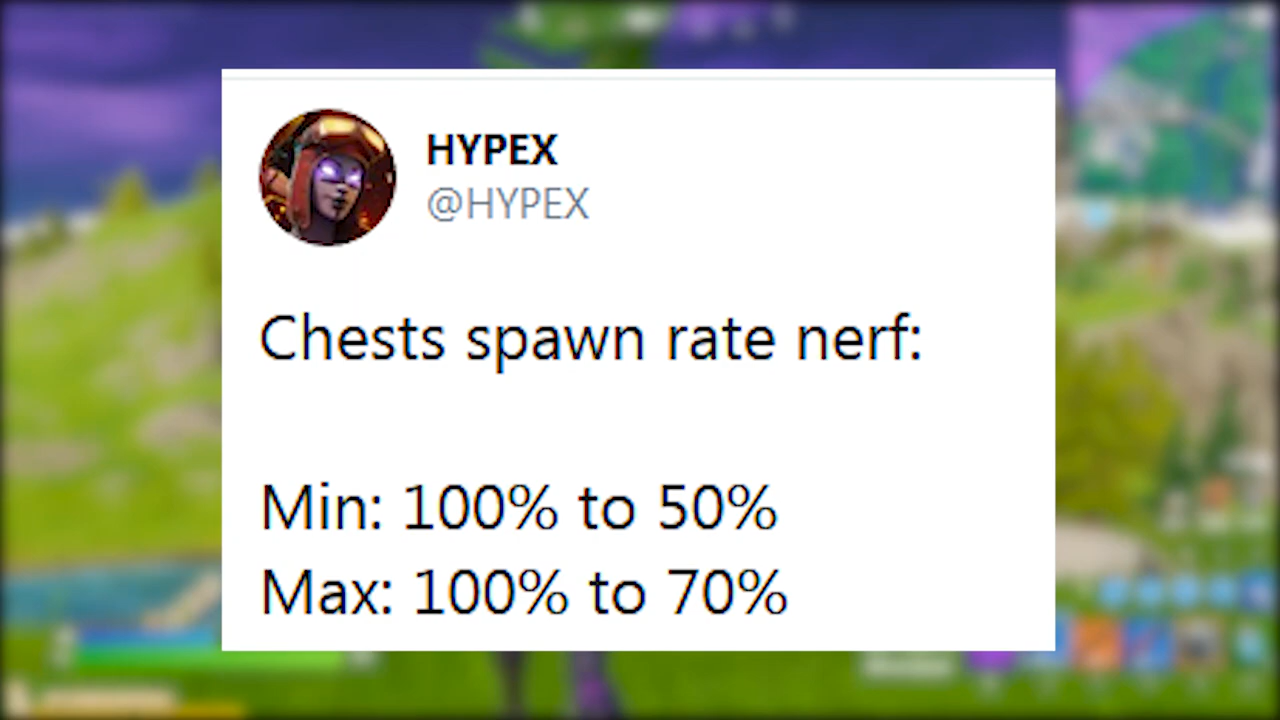 HYPEX
@HYPEX
Chests spawn rate nerf:
Min: 100% to 50%
Max: 100% to 70%